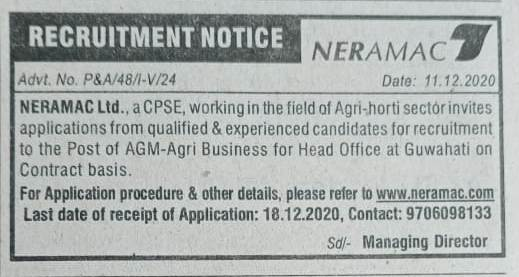 RECRUITMENT NOTICE
NERAMAC
Advt. No. P&A/48/I-V/24 Date: 11.12.2020
NERAMAC Ltd., a CPSE, working in the field of Agri-horti sector invites
applications from qualified & experienced candidates for recruitment
to the Post of AGM-Agri Business for Head Office at Guwahati on
Contract basis.
For Application procedure & other details, please refer to www.neramac.com
Last date of receipt of Application: 18.12.2020, Contact: 9706098133
Sd/- Managing Director